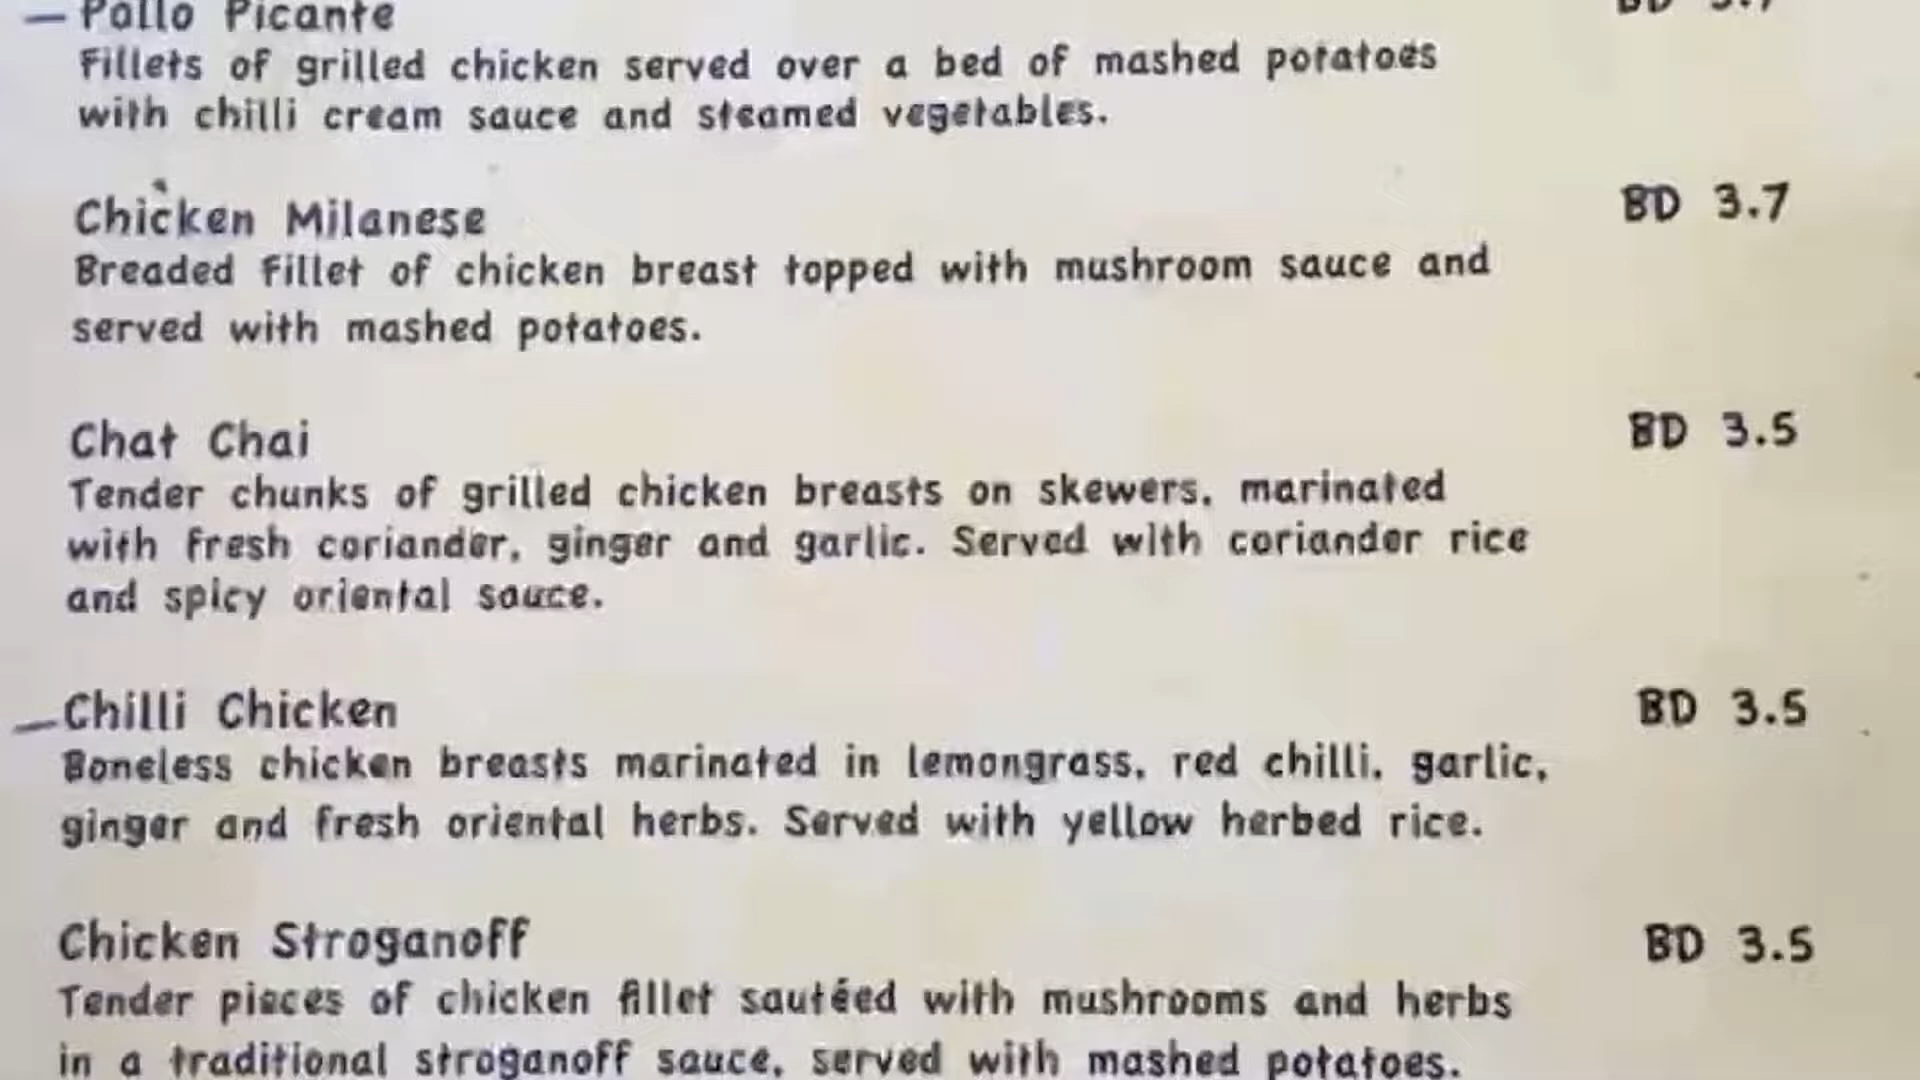 Pollo Picante
Fillets of grilled chicken served over a bed of mashed potatoes
with chilli cream sauce and steamed vegetables.
Chicken Milanese BD 3.7
Breaded fillet of chicken breast topped with mushroom sauce and
served with mashed potatoes.
Chat Chai BD 3.5
Tender chunks of grilled chicken breasts on skewers, marinated
with fresh coriander, ginger and garlic. Served with coriander rice
and spicy oriental sauce.
Chilli Chicken BD 3.5
Boneless chicken breasts marinated in lemongrass, red chilli, garlic,
ginger and fresh oriental herbs. Served with yellow herbed rice.
Chicken Stroganoff BD 3.5
Tender pieces of chicken fillet sautéed with mushrooms and herbs
in a traditional stroganoff sauce, served with mashed potatoes.